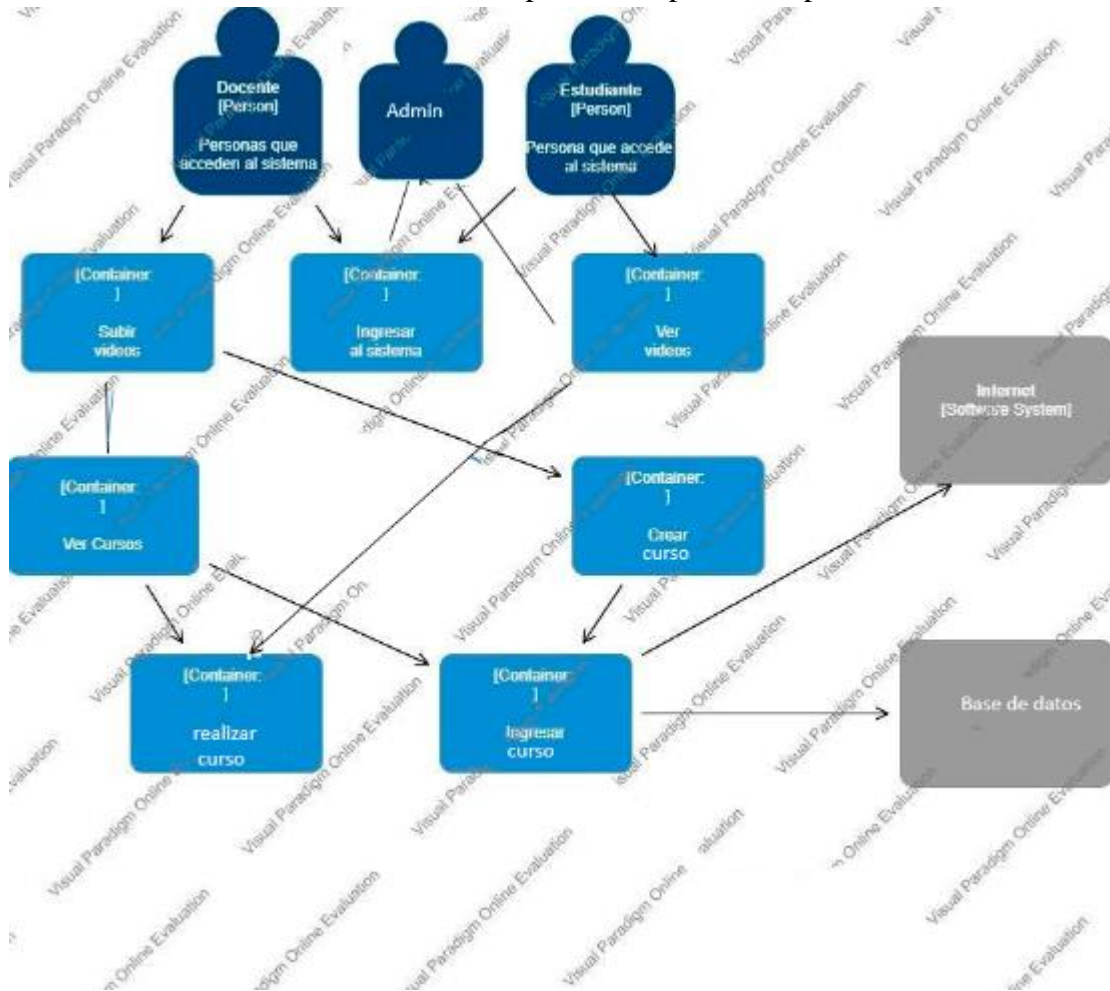 Docente
[Person]
Personas que
acceden al sistema
Admin
Estudiante
[Person]
Persona que accede
al sistema
[Container:
]
Subir
videos
[Container:
]
Ingresar
al sistema
[Container:
]
Ver
videos
Internet
[Software System]
[Container:
]
Ver Cursos
[Container:
]
Crear
curso
[Container:
]
realizar
curso
[Container:
]
Ingresar
curso
Base de datos
Visual Paradigm Online Evaluation